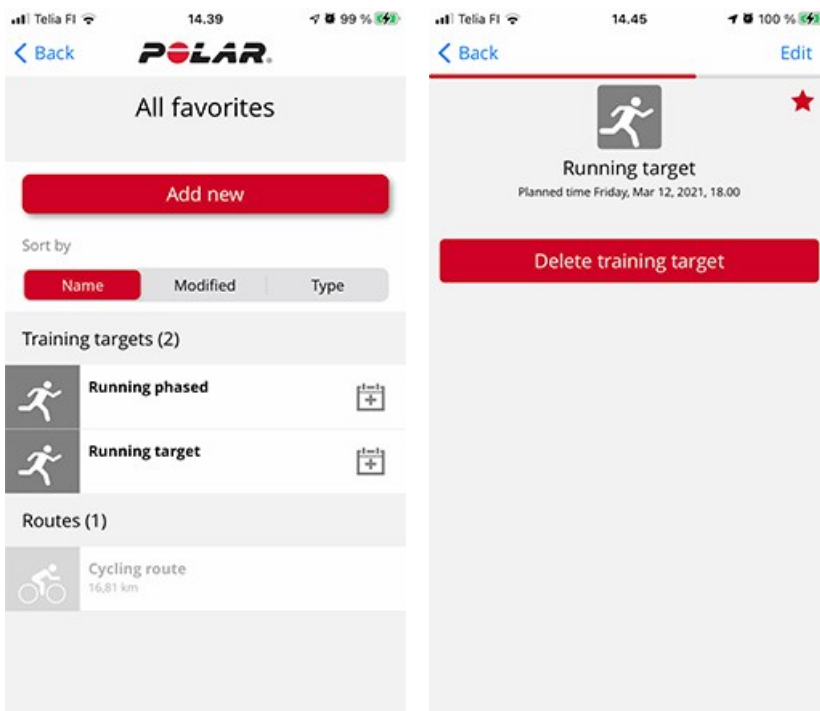 Telia FI 14.39 99 %
Back POLAR.
All favorites
Add new
Sort by
Name Modified Type
Training targets (2)
Running phased
Running target
Routes (1)
Cycling route
16,81 km
Telia FI 14.45 100 %
Back Edit
Running target
Planned time Friday, Mar 12, 2021, 18.00
Delete training target